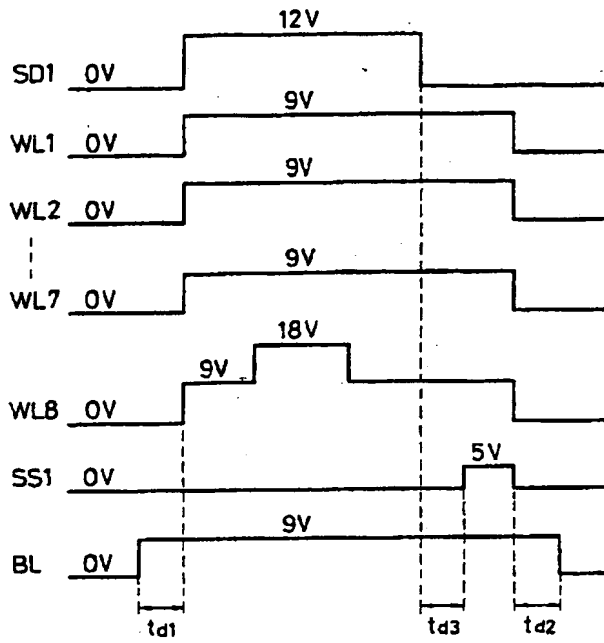 12V
SD1 0V
9V
WL1 0V
9V
WL2 0V
9V
WL7 0V
18V
9V
WL8 0V
5V
SS1 0V
9V
BL 0V
td1 td3 td2